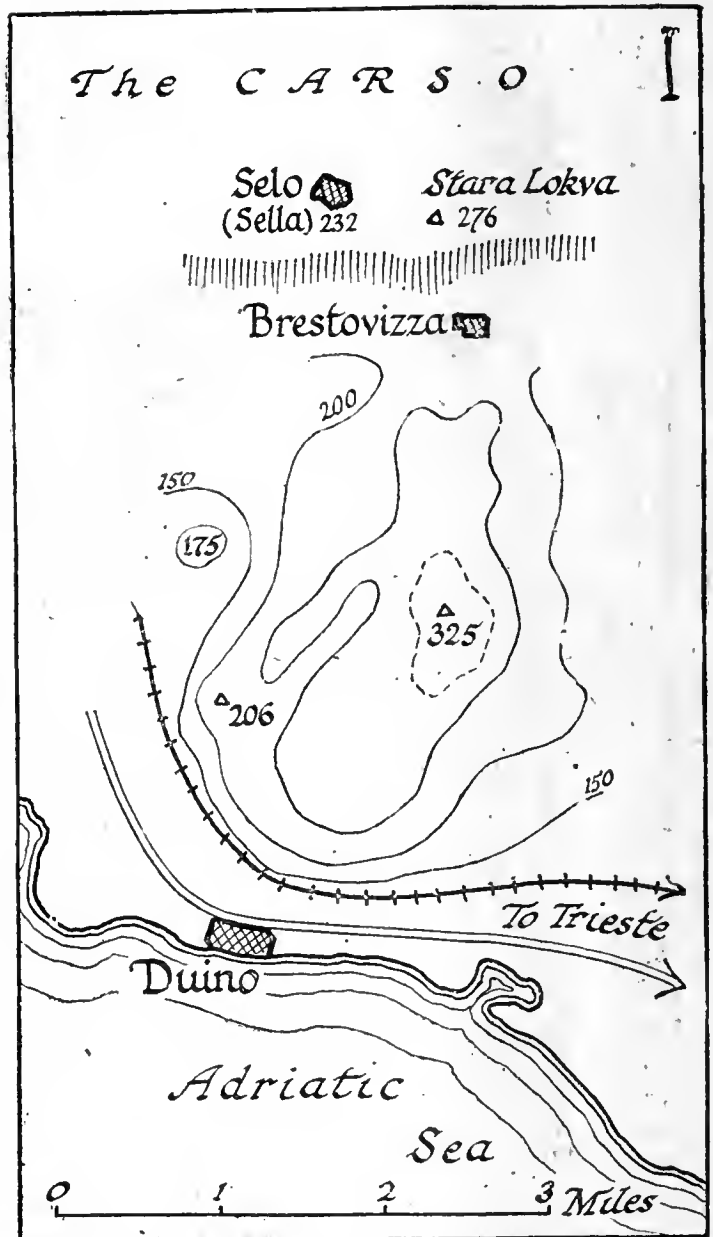 The CARSO
Selo
(Sella) 232
Stara Lokva
276
Brestovizza
200
150
175
325
206
150
To Trieste
Duino
Adriatic
Sea
0 1 2 3 Miles